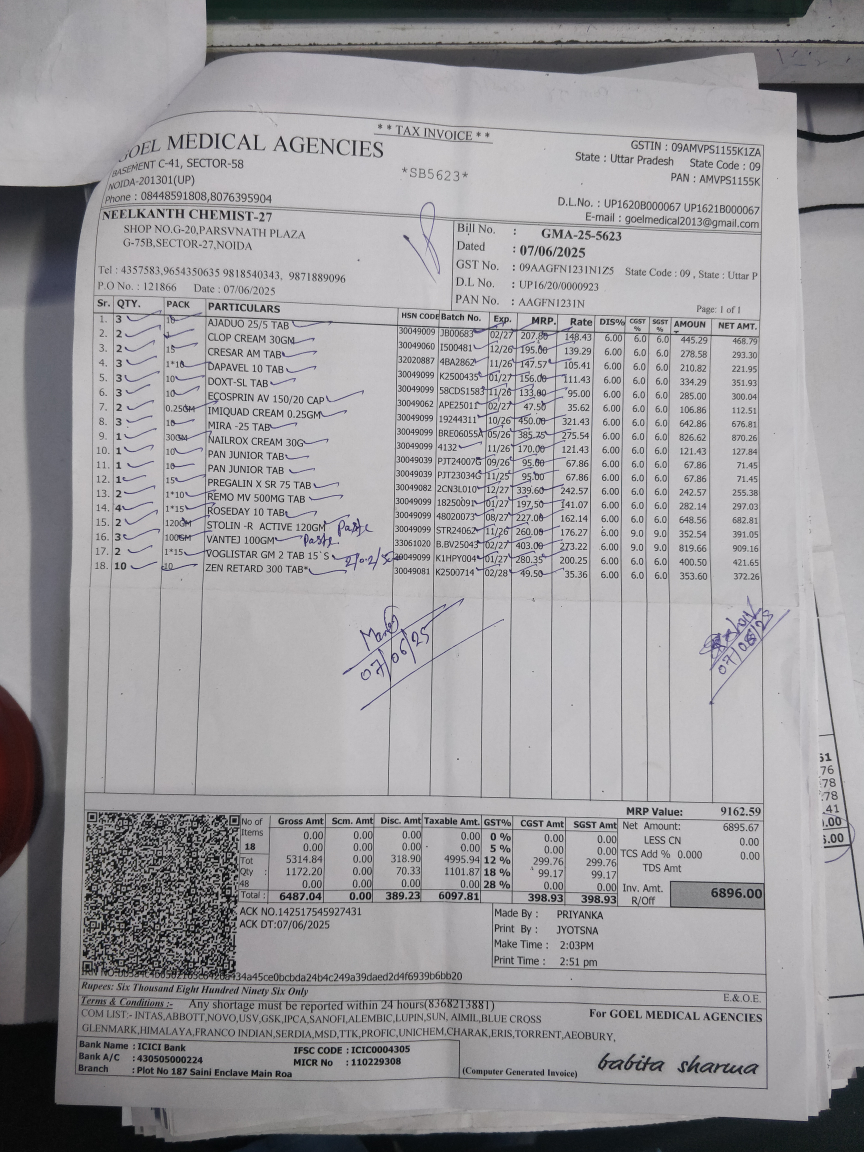 ** TAX INVOICE **
GOEL MEDICAL AGENCIES
BASEMENT C-41, SECTOR-58
NOIDA-201301(UP)
Phone : 08448591808,8076395904
*SB5623*
GSTIN : 09AMVPS1155K1ZA
State : Uttar Pradesh State Code : 09
PAN : AMVPS1155K
D.L.No. : UP1620B000067 UP1621B000067
E-mail : goelmedical2013@gmail.com
NEELKANTH CHEMIST-27
SHOP NO.G-20,PARSVNATH PLAZA
G-75B,SECTOR-27,NOIDA
Tel : 4357583,9654350635 9818540343, 9871889096
P.O No. : 121866 Date : 07/06/2025
Bill No. : GMA-25-5623
Dated : 07/06/2025
GST No. : 09AAGFN1231N1Z5 State Code : 09 , State : Uttar P
D.L No. : UP16/20/0000923
PAN No. : AAGFN1231N
Page: 1 of 1
Sr. QTY. PACK PARTICULARS HSN CODE Batch No. Exp. MRP. Rate DIS% CGST % SGST % AMOUN T NET AMT.
1. 3 10 AJADUO 25/5 TAB 30049009 JB00683 02/27 207.80 148.43 6.00 6.0 6.0 445.29 468.79
2. 2 1 CLOP CREAM 30GN 30049060 I500481 12/26 195.00 139.29 6.00 6.0 6.0 278.58 293.30
3. 2 15 CRESAR AM TAB 32020887 4BA2862 11/26 147.57 105.41 6.00 6.0 6.0 210.82 221.95
4. 3 1*10 DAPAVEL 10 TAB 30049099 K2500435 01/27 156.00 111.43 6.00 6.0 6.0 334.29 351.93
5. 3 10 DOXT-SL TAB 30049099 58CDS1583 11/26 133.00 95.00 6.00 6.0 6.0 285.00 300.04
6. 3 10 ECOSPRIN AV 150/20 CAP 30049062 APE25011 02/27 47.50 35.62 6.00 6.0 6.0 106.86 112.51
7. 2 0.25GM IMIQUAD CREAM 0.25GM 30049099 19244311 10/26 450.00 321.43 6.00 6.0 6.0 642.86 676.81
8. 3 10 MIRA -25 TAB 30049099 BRE06055A 05/26 385.75 275.54 6.00 6.0 6.0 826.62 870.26
9. 1 30GM NAILROX CREAM 30G 30049099 4132 11/26 170.00 121.43 6.00 6.0 6.0 121.43 127.84
10. 1 10 PAN JUNIOR TAB 30049039 PJT24007 09/26 95.00 67.86 6.00 6.0 6.0 67.86 71.45
11. 1 10 PAN JUNIOR TAB 30049039 PJT23034 11/25 95.00 67.86 6.00 6.0 6.0 67.86 71.45
12. 1 15 PREGALIN X SR 75 TAB 30049082 2CN3L010 12/27 339.60 242.57 6.00 6.0 6.0 242.57 255.38
13. 2 1*10 REMO MV 500MG TAB 30049099 18250091 01/27 197.50 141.07 6.00 6.0 6.0 282.14 297.03
14. 4 1*15 ROSEDAY 10 TAB 30049099 48020073 08/27 227.00 162.14 6.00 6.0 6.0 648.56 682.81
15. 2 120GM STOLIN -R ACTIVE 120GM Paste 30049099 STR24062 11/26 260.00 176.27 6.00 9.0 9.0 352.54 391.05
16. 3 100GM VANTEJ 100GM Paste 33061020 B.BV25043 02/27 403.00 273.22 6.00 9.0 9.0 819.66 909.16
17. 2 1*15 VOGLISTAR GM 2 TAB 15`S 30049099 K1HPY004 01/27 280.35 200.25 6.00 6.0 6.0 400.50 421.65
18. 10 10 ZEN RETARD 300 TAB* 30049081 K2500714 02/28 49.50 35.36 6.00 6.0 6.0 353.60 372.26
07/06/25
MRP Value: 9162.59
No of Items 18 Gross Amt Scm. Amt Disc. Amt Taxable Amt. GST% CGST Amt SGST Amt
0.00 0.00 0.00 0.00 0 % 0.00 0.00
0.00 0.00 0.00 0.00 5 % 0.00 0.00
Tot Qty : 48 5314.84 0.00 318.90 4995.94 12 % 299.76 299.76
1172.20 0.00 70.33 1101.87 18 % 99.17 99.17
0.00 0.00 0.00 0.00 28 % 0.00 0.00
Total : 6487.04 0.00 389.23 6097.81 398.93 398.93
Net Amount: 6895.67
LESS CN 0.00
TCS Add % 0.000 0.00
TDS Amt
Inv. Amt. 6896.00
R/Off
ACK NO.142517545927431
ACK DT:07/06/2025
Made By : PRIYANKA
Print By : JYOTSNA
Make Time : 2:03PM
Print Time : 2:51 pm
Rupees: Six Thousand Eight Hundred Ninety Six Only
E.& O.E.
Terms & Conditions :- Any shortage must be reported within 24 hours(8368213881)
COM LIST:- INTAS,ABBOTT,NOVO,USV,GSK,IPCA,SANOFI,ALEMBIC,LUPIN,SUN, AIMIL,BLUE CROSS
GLENMARK,HIMALAYA,FRANCO INDIAN,SERDIA,MSD,TTK,PROFIC,UNICHEM,CHARAK,ERIS,TORRENT,AEOBURY,
For GOEL MEDICAL AGENCIES
Bank Name : ICICI Bank IFSC CODE : ICIC0004305
Bank A/C : 430505000224 MICR No : 110229308
Branch : Plot No 187 Saini Enclave Main Roa
(Computer Generated Invoice)
babita sharma